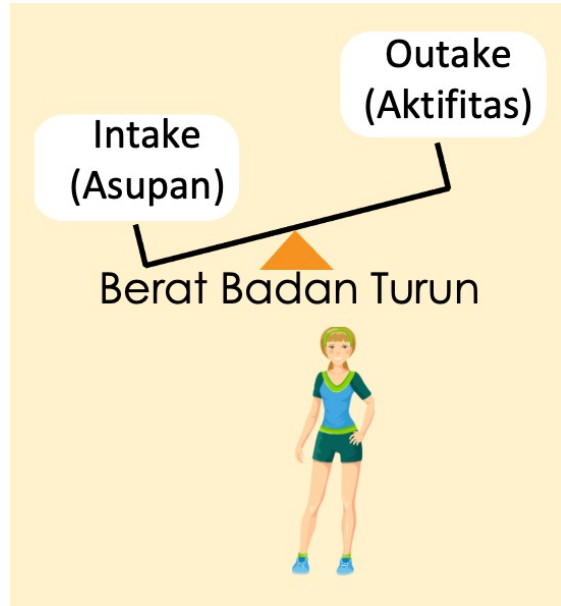 Outake
(Aktifitas)
Intake
(Asupan)
Berat Badan Turun